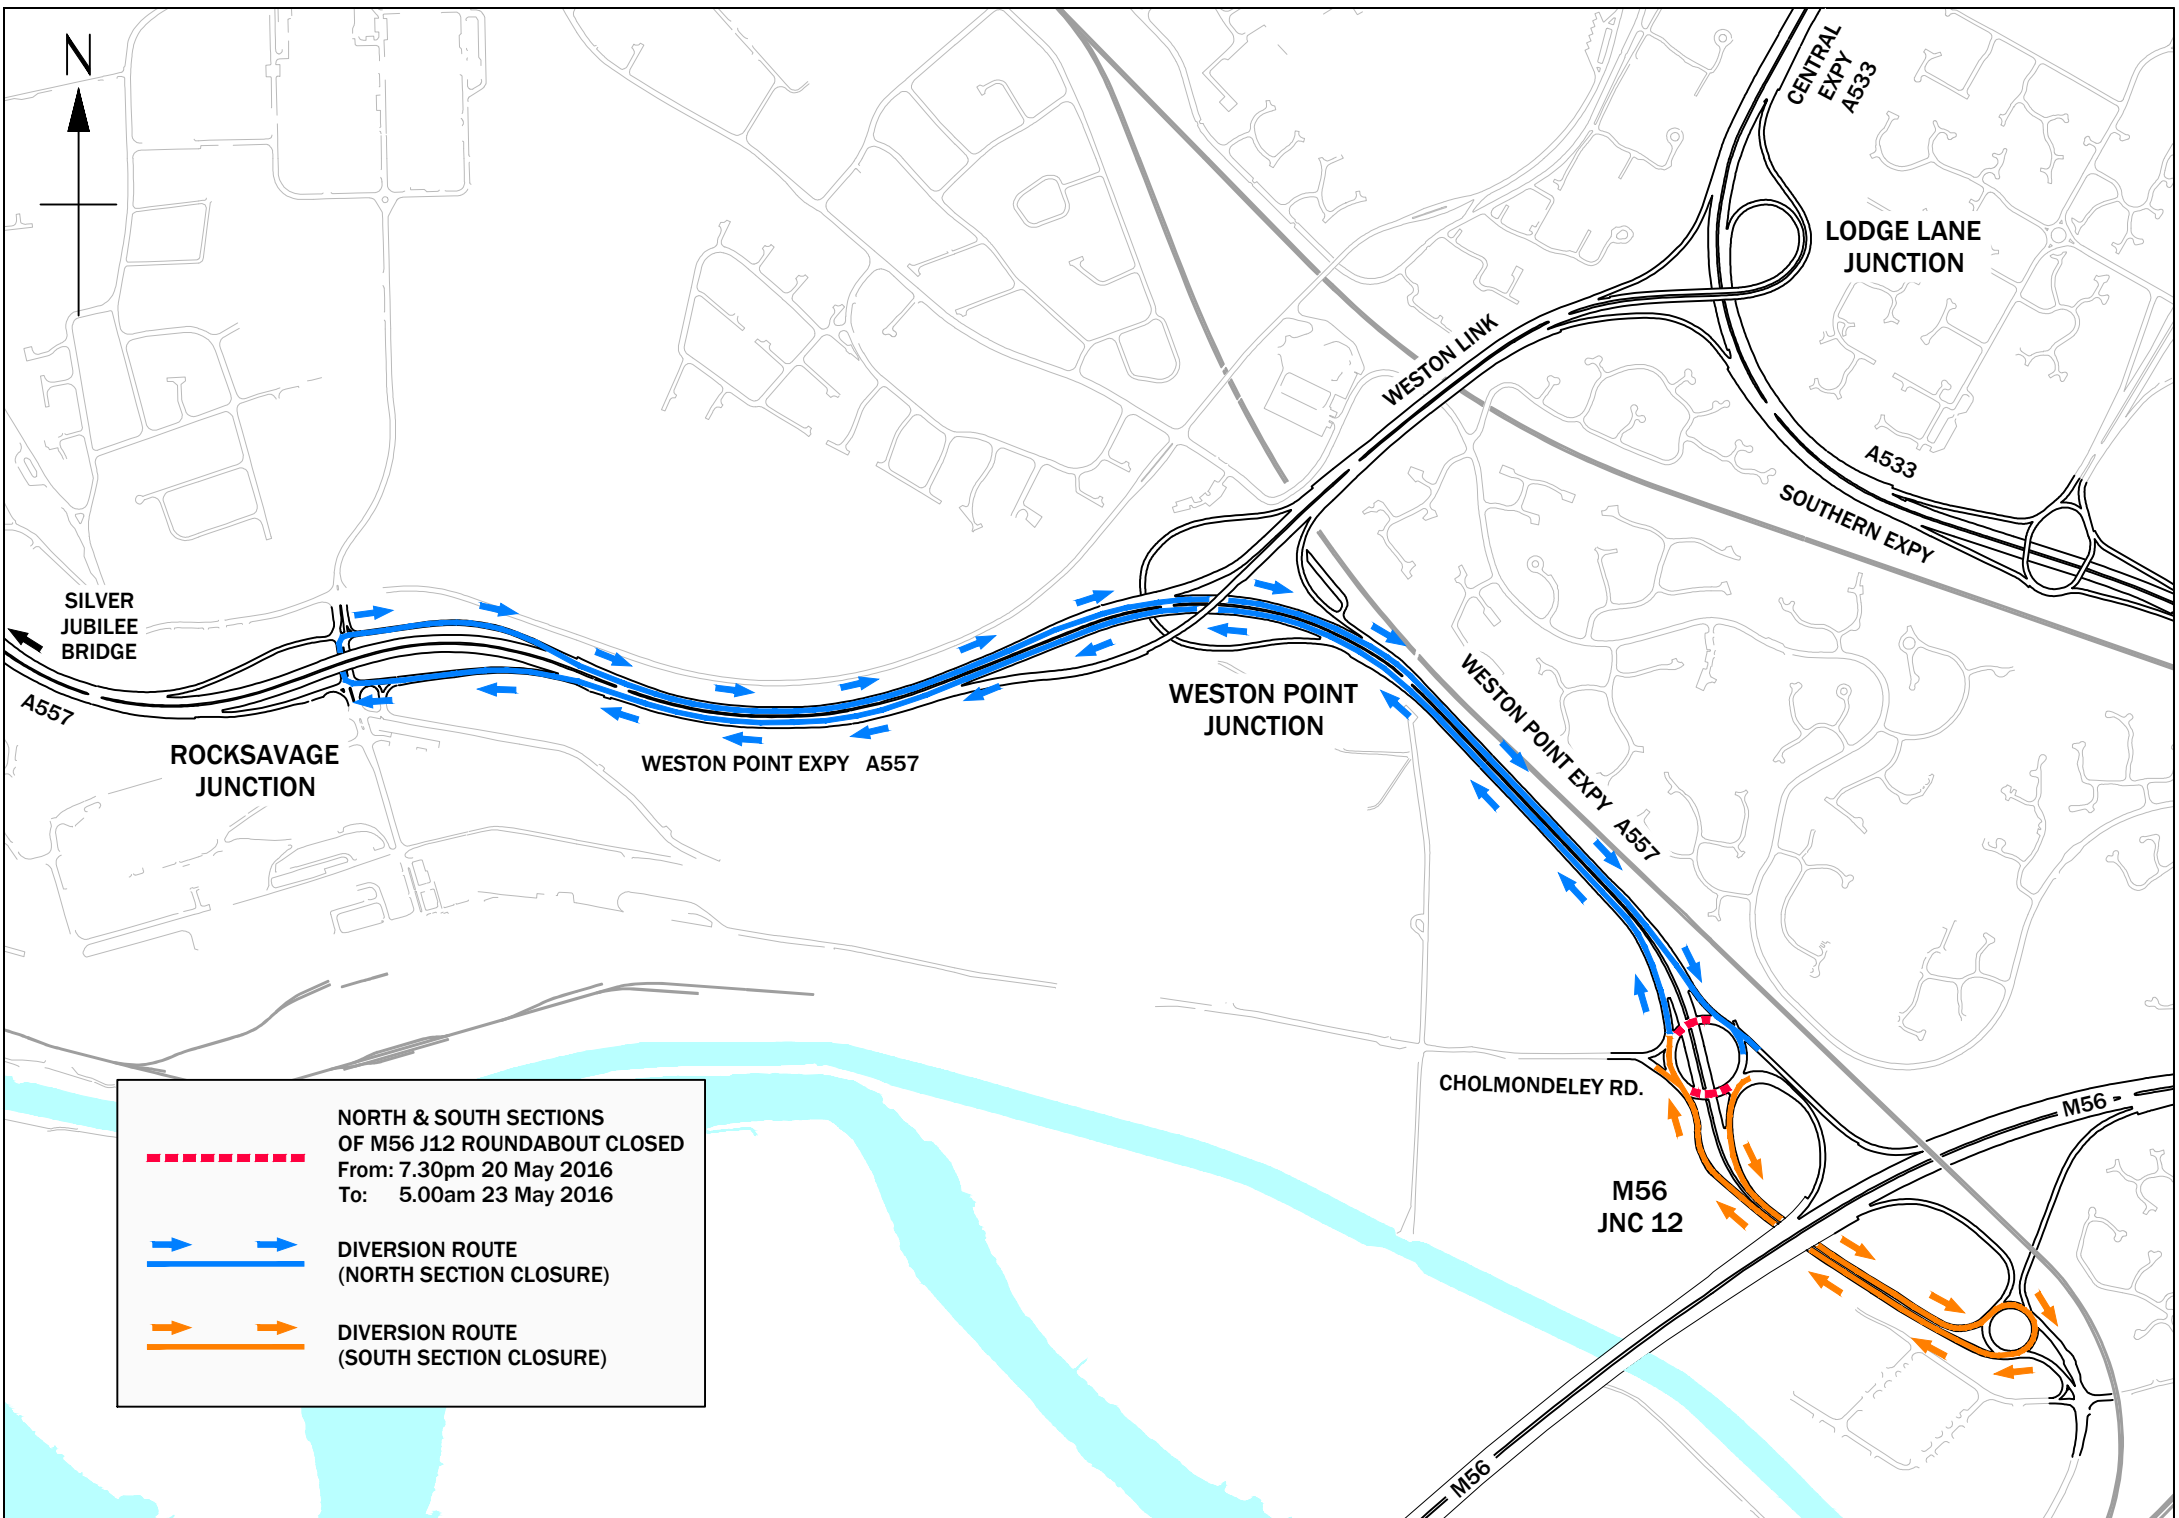 N
CENTRAL
EXPY
A533
LODGE LANE
JUNCTION
WESTON LINK
A533
SOUTHERN EXPY
SILVER
JUBILEE
BRIDGE
A557
ROCKSAVAGE
JUNCTION
WESTON POINT EXPY A557
WESTON POINT
JUNCTION
WESTON POINT EXPY A557
CHOLMONDELEY RD.
M56
M56
JNC 12
M56
NORTH & SOUTH SECTIONS
OF M56 J12 ROUNDABOUT CLOSED
From: 7.30pm 20 May 2016
To: 5.00am 23 May 2016
DIVERSION ROUTE
(NORTH SECTION CLOSURE)
DIVERSION ROUTE
(SOUTH SECTION CLOSURE)